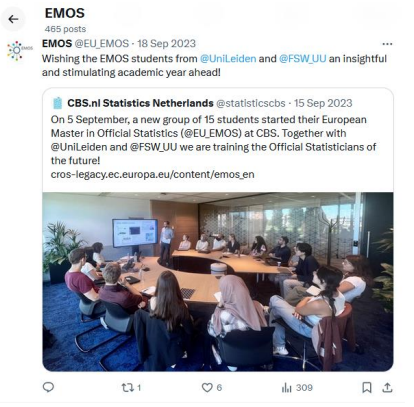 EMOS
465 posts
EMOS @EU_EMOS · 18 Sep 2023
Wishing the EMOS students from @UniLeiden and @FSW_UU an insightful
and stimulating academic year ahead!
CBS.nl Statistics Netherlands @statisticscbs · 15 Sep 2023
On 5 September, a new group of 15 students started their European
Master in Official Statistics (@EU_EMOS) at CBS. Together with
@UniLeiden and @FSW_UU we are training the Official Statisticians of
the future!
cros-legacy.ec.europa.eu/content/emos_en
1 6 309